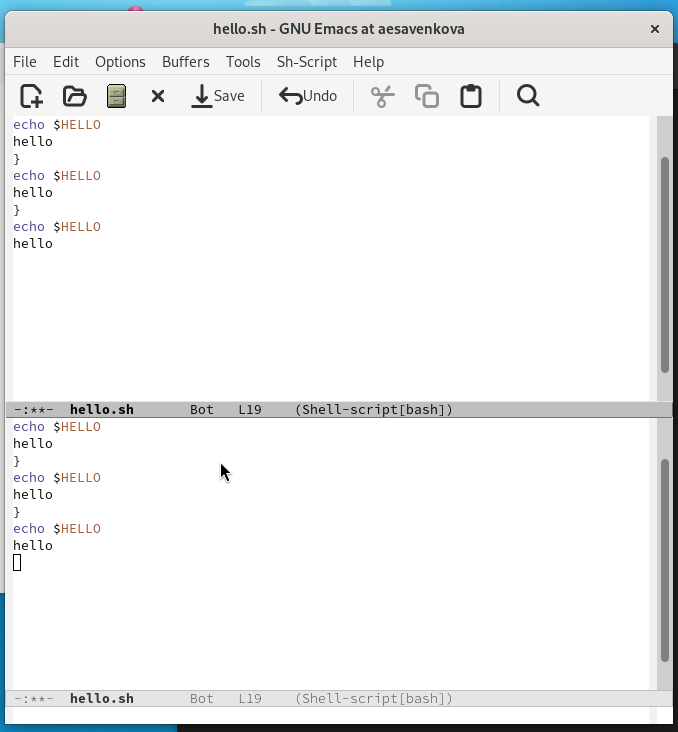 hello.sh - GNU Emacs at aesavenkova
File Edit Options Buffers Tools Sh-Script Help
Save Undo
echo $HELLO
hello
}
echo $HELLO
hello
}
echo $HELLO
hello
-:**- hello.sh Bot L19 (Shell-script[bash])
echo $HELLO
hello
}
echo $HELLO
hello
}
echo $HELLO
hello
-:**- hello.sh Bot L19 (Shell-script[bash])